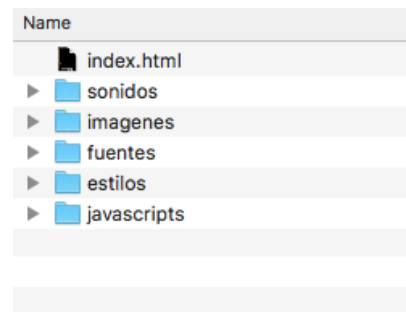 Name
index.html
sonidos
imagenes
fuentes
estilos
javascripts